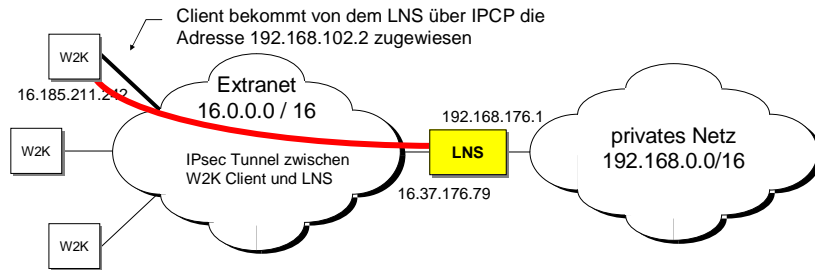 Client bekommt von dem LNS über IPCP die
Adresse 192.168.102.2 zugewiesen
W2K
16.185.211.242
Extranet
16.0.0.0 / 16
192.168.176.1
W2K
IPsec Tunnel zwischen
W2K Client und LNS
LNS
privates Netz
192.168.0.0/16
16.37.176.79
W2K